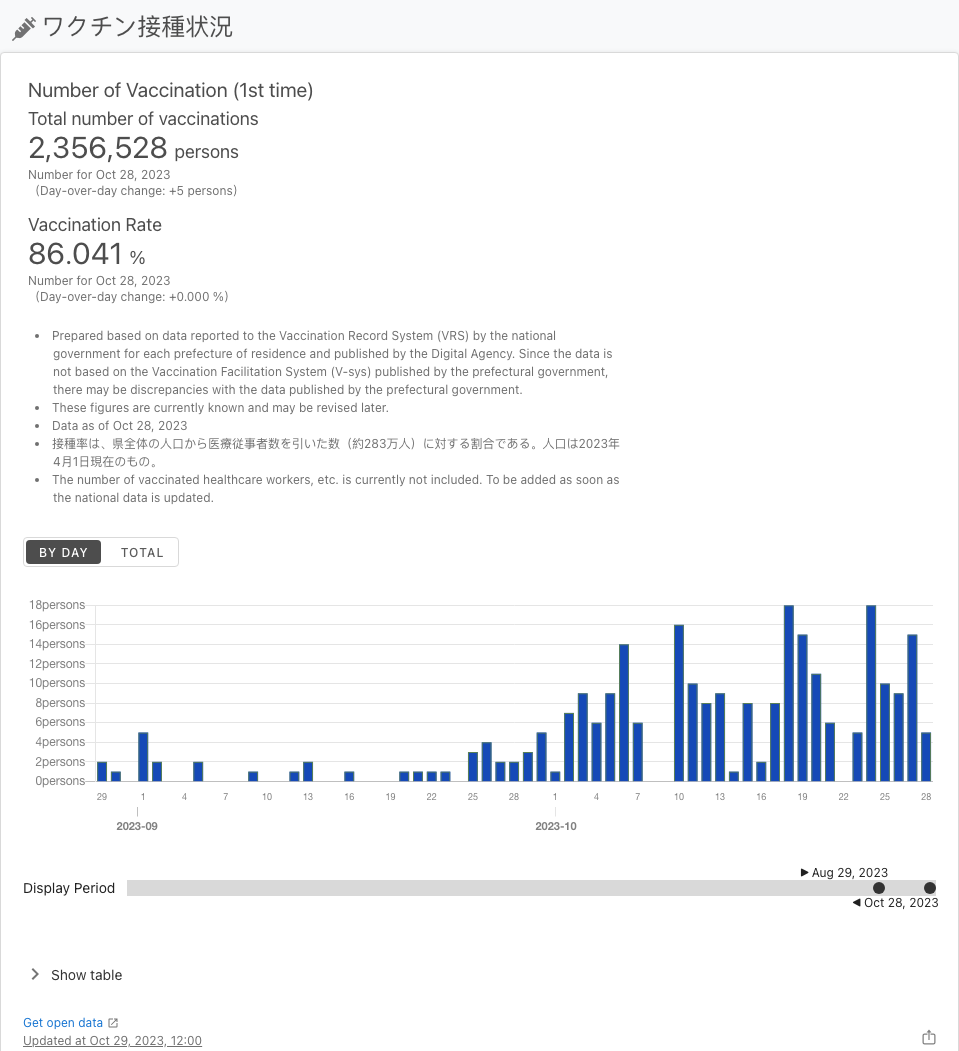 ワクチン接種状況
Number of Vaccination (1st time)
Total number of vaccinations
2,356,528 persons
Number for Oct 28, 2023
(Day-over-day change: +5 persons)
Vaccination Rate
86.041 %
Number for Oct 28, 2023
(Day-over-day change: +0.000 %)
• Prepared based on data reported to the Vaccination Record System (VRS) by the national
government for each prefecture of residence and published by the Digital Agency. Since the data is
not based on the Vaccination Facilitation System (V-sys) published by the prefectural government,
there may be discrepancies with the data published by the prefectural government.
• These figures are currently known and may be revised later.
• Data as of Oct 28, 2023
• 接種率は、県全体の人口から医療従事者数を引いた数（約283万人）に対する割合である。人口は2023年
4月1日現在のもの。
• The number of vaccinated healthcare workers, etc. is currently not included. To be added as soon as
the national data is updated.
BY DAY TOTAL
18persons
16persons
14persons
12persons
10persons
8persons
6persons
4persons
2persons
0persons
29 1 4 7 10 13 16 19 22 25 28 1 4 7 10 13 16 19 22 25 28
2023-09 2023-10
▶ Aug 29, 2023
Display Period
◀ Oct 28, 2023
Show table
Get open data
Updated at Oct 29, 2023, 12:00